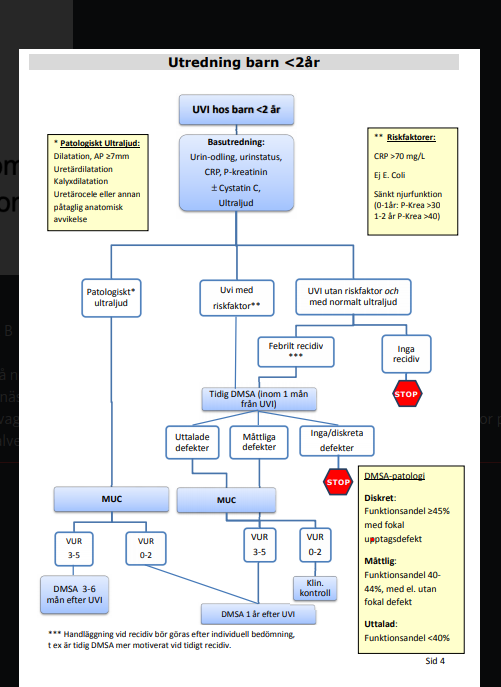 Utredning barn <2år
UVI hos barn <2 år
* Patologiskt Ultraljud:
Dilatation, AP ≥7mm
Uretärdilatation
Kalyxdilatation
Uretärocele eller annan
påtaglig anatomisk
avvikelse
Basutredning:
Urin-odling, urinstatus,
CRP, P-kreatinin
± Cystatin C,
Ultraljud
** Riskfaktorer:
CRP >70 mg/L
Ej E. Coli
Sänkt njurfunktion
(0-1år: P-Krea >30
1-2 år P-Krea >40)
Patologiskt*
ultraljud
Uvi med
riskfaktor**
UVI utan riskfaktor och
med normalt ultraljud
Febrilt recidiv
***
Inga
recidiv
STOP
Tidig DMSA (inom 1 mån
från UVI)
Uttalade
defekter
Måttliga
defekter
Inga/diskreta
defekter
STOP
MUC
MUC
VUR
3-5
VUR
0-2
VUR
3-5
VUR
0-2
DMSA 3-6
mån efter UVI
Klin.
kontroll
DMSA 1 år efter UVI
DMSA-patologi
Diskret:
Funktionsandel ≥45%
med fokal
upptagsdefekt
Måttlig:
Funktionsandel 40-
44%, med el. utan
fokal defekt
Uttalad:
Funktionsandel <40%
*** Handläggning vid recidiv bör göras efter individuell bedömning,
t ex är tidig DMSA mer motiverat vid tidigt recidiv.
Sid 4